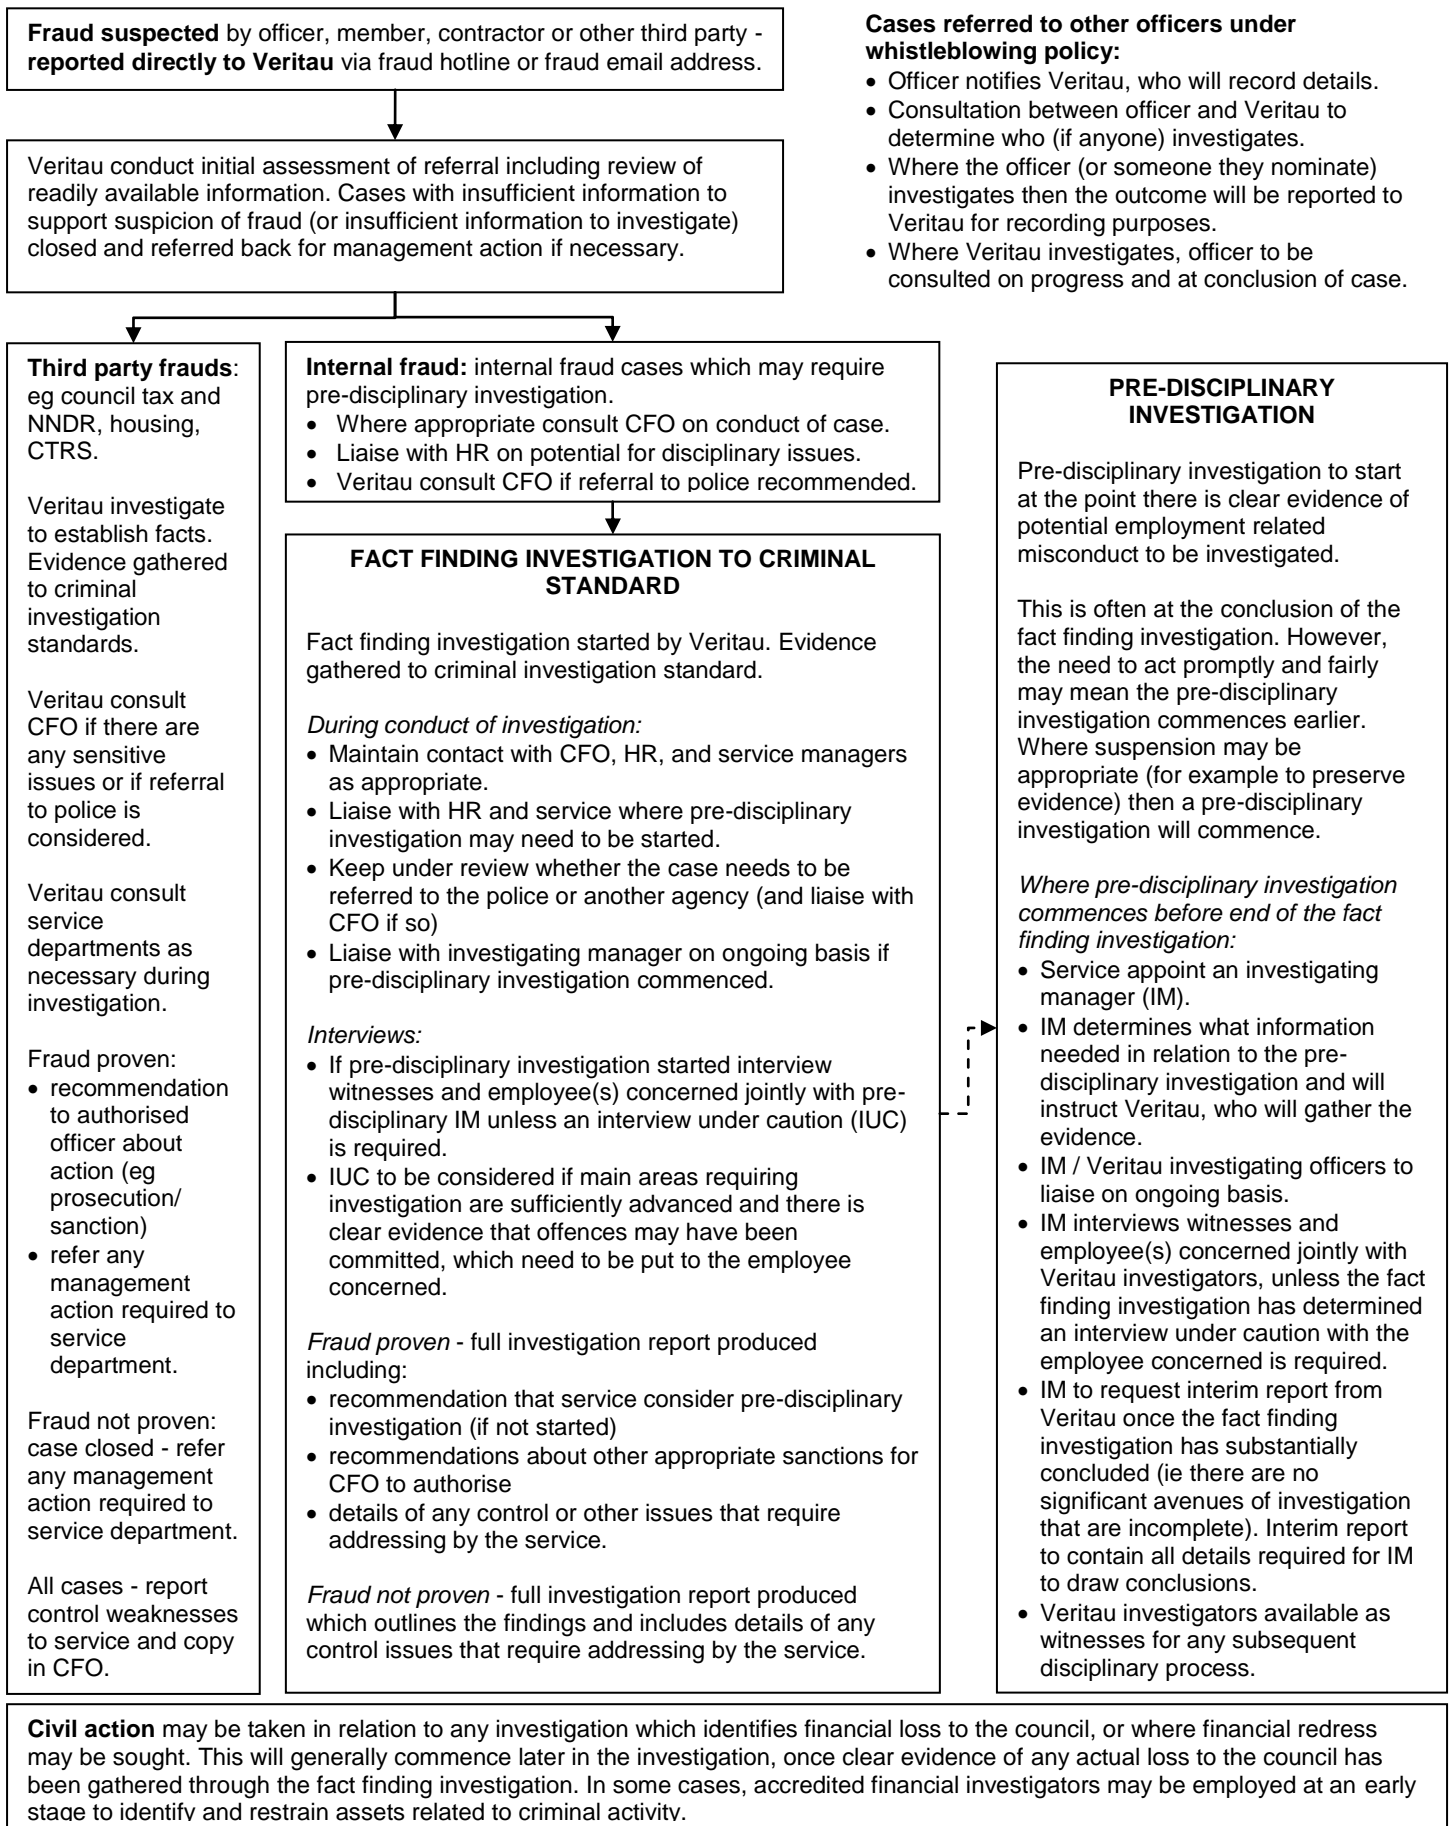 Fraud suspected by officer, member, contractor or other third party -
reported directly to Veritau via fraud hotline or fraud email address.
Cases referred to other officers under
whistleblowing policy:
• Officer notifies Veritau, who will record details.
• Consultation between officer and Veritau to
determine who (if anyone) investigates.
• Where the officer (or someone they nominate)
investigates then the outcome will be reported to
Veritau for recording purposes.
• Where Veritau investigates, officer to be
consulted on progress and at conclusion of case.
Veritau conduct initial assessment of referral including review of
readily available information. Cases with insufficient information to
support suspicion of fraud (or insufficient information to investigate)
closed and referred back for management action if necessary.
Third party frauds:
eg council tax and
NNDR, housing,
CTRS.
Veritau investigate
to establish facts.
Evidence gathered
to criminal
investigation
standards.
Veritau consult
CFO if there are
any sensitive
issues or if referral
to police is
considered.
Veritau consult
service
departments as
necessary during
investigation.
Fraud proven:
• recommendation
to authorised
officer about
action (eg
prosecution/
sanction)
• refer any
management
action required to
service
department.
Fraud not proven:
case closed - refer
any management
action required to
service department.
All cases - report
control weaknesses
to service and copy
in CFO.
Internal fraud: internal fraud cases which may require
pre-disciplinary investigation.
• Where appropriate consult CFO on conduct of case.
• Liaise with HR on potential for disciplinary issues.
• Veritau consult CFO if referral to police recommended.
FACT FINDING INVESTIGATION TO CRIMINAL
STANDARD
Fact finding investigation started by Veritau. Evidence
gathered to criminal investigation standard.
During conduct of investigation:
• Maintain contact with CFO, HR, and service managers
as appropriate.
• Liaise with HR and service where pre-disciplinary
investigation may need to be started.
• Keep under review whether the case needs to be
referred to the police or another agency (and liaise with
CFO if so)
• Liaise with investigating manager on ongoing basis if
pre-disciplinary investigation commenced.
Interviews:
• If pre-disciplinary investigation started interview
witnesses and employee(s) concerned jointly with pre-
disciplinary IM unless an interview under caution (IUC)
is required.
• IUC to be considered if main areas requiring
investigation are sufficiently advanced and there is
clear evidence that offences may have been
committed, which need to be put to the employee
concerned.
Fraud proven - full investigation report produced
including:
• recommendation that service consider pre-disciplinary
investigation (if not started)
• recommendations about other appropriate sanctions for
CFO to authorise
• details of any control or other issues that require
addressing by the service.
Fraud not proven - full investigation report produced
which outlines the findings and includes details of any
control issues that require addressing by the service.
PRE-DISCIPLINARY
INVESTIGATION
Pre-disciplinary investigation to start
at the point there is clear evidence of
potential employment related
misconduct to be investigated.
This is often at the conclusion of the
fact finding investigation. However,
the need to act promptly and fairly
may mean the pre-disciplinary
investigation commences earlier.
Where suspension may be
appropriate (for example to preserve
evidence) then a pre-disciplinary
investigation will commence.
Where pre-disciplinary investigation
commences before end of the fact
finding investigation:
• Service appoint an investigating
manager (IM).
• IM determines what information
needed in relation to the pre-
disciplinary investigation and will
instruct Veritau, who will gather the
evidence.
• IM / Veritau investigating officers to
liaise on ongoing basis.
• IM interviews witnesses and
employee(s) concerned jointly with
Veritau investigators, unless the fact
finding investigation has determined
an interview under caution with the
employee concerned is required.
• IM to request interim report from
Veritau once the fact finding
investigation has substantially
concluded (ie there are no
significant avenues of investigation
that are incomplete). Interim report
to contain all details required for IM
to draw conclusions.
• Veritau investigators available as
witnesses for any subsequent
disciplinary process.
Civil action may be taken in relation to any investigation which identifies financial loss to the council, or where financial redress
may be sought. This will generally commence later in the investigation, once clear evidence of any actual loss to the council has
been gathered through the fact finding investigation. In some cases, accredited financial investigators may be employed at an early
stage to identify and restrain assets related to criminal activity.